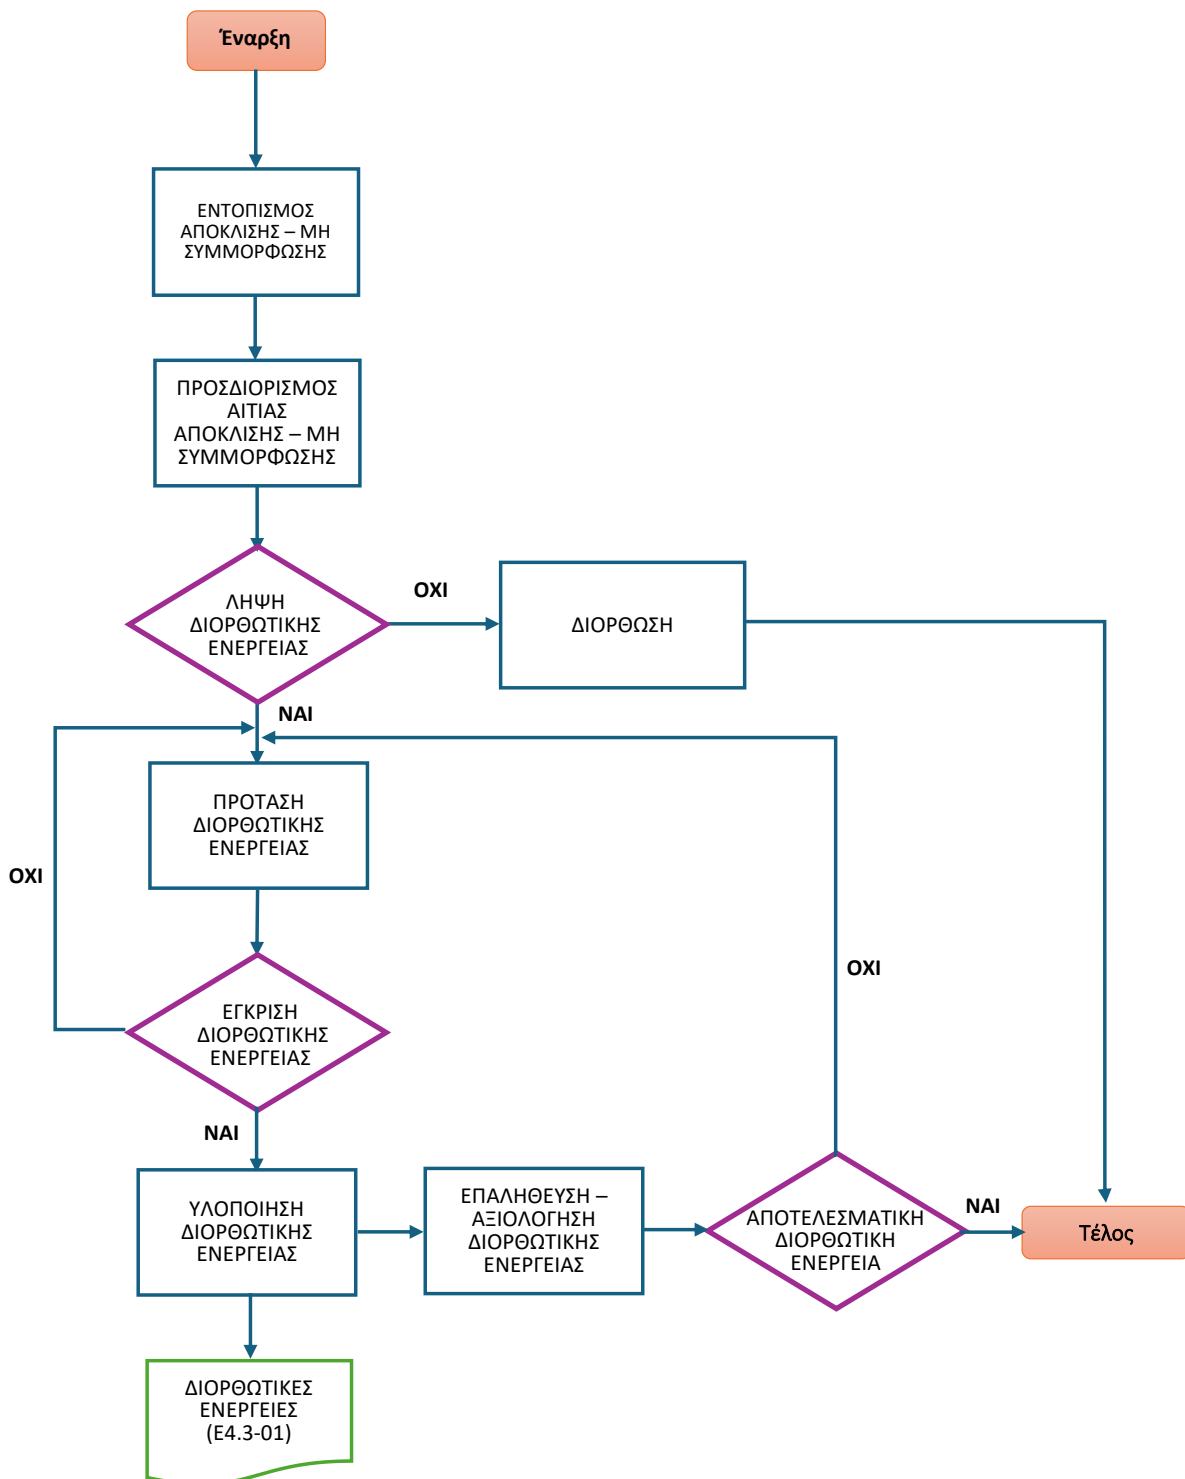 Έναρξη
ΕΝΤΟΠΙΣΜΟΣ
ΑΠΟΚΛΙΣΗΣ – ΜΗ
ΣΥΜΜΟΡΦΩΣΗΣ
ΠΡΟΣΔΙΟΡΙΣΜΟΣ
ΑΙΤΙΑΣ
ΑΠΟΚΛΙΣΗΣ – ΜΗ
ΣΥΜΜΟΡΦΩΣΗΣ
ΛΗΨΗ
ΔΙΟΡΘΩΤΙΚΗΣ
ΕΝΕΡΓΕΙΑΣ
ΟΧΙ
ΔΙΟΡΘΩΣΗ
ΝΑΙ
ΠΡΟΤΑΣΗ
ΔΙΟΡΘΩΤΙΚΗΣ
ΕΝΕΡΓΕΙΑΣ
ΟΧΙ
ΕΓΚΡΙΣΗ
ΔΙΟΡΘΩΤΙΚΗΣ
ΕΝΕΡΓΕΙΑΣ
ΟΧΙ
ΝΑΙ
ΥΛΟΠΟΙΗΣΗ
ΔΙΟΡΘΩΤΙΚΗΣ
ΕΝΕΡΓΕΙΑΣ
ΕΠΑΛΗΘΕΥΣΗ –
ΑΞΙΟΛΟΓΗΣΗ
ΔΙΟΡΘΩΤΙΚΗΣ
ΕΝΕΡΓΕΙΑΣ
ΑΠΟΤΕΛΕΣΜΑΤΙΚΗ
ΔΙΟΡΘΩΤΙΚΗ
ΕΝΕΡΓΕΙΑ
ΝΑΙ
Τέλος
ΔΙΟΡΘΩΤΙΚΕΣ
ΕΝΕΡΓΕΙΕΣ
(Ε4.3-01)